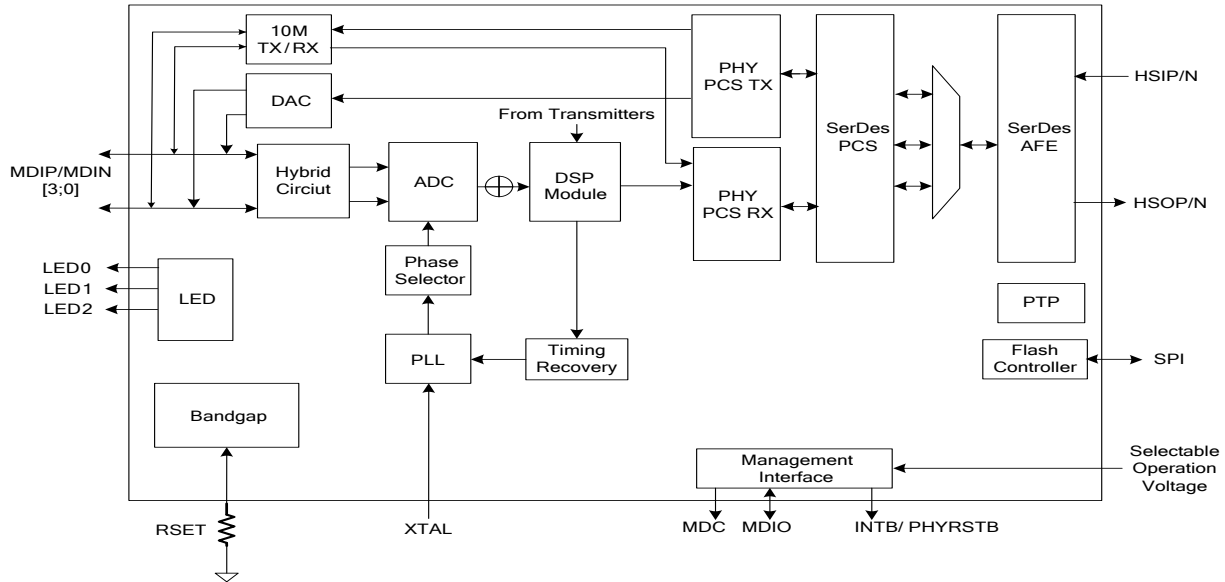 10M
TX/RX
DAC
From Transmitters
PHY
PCS TX
SerDes
PCS
SerDes
AFE
HSIP/N
MDIP/MDIN
[3;0]
Hybrid
Circiut
ADC
DSP
Module
PHY
PCS RX
HSOP/N
LED0
LED1
LED2
LED
Phase
Selector
PTP
PLL
Timing
Recovery
Flash
Controller
SPI
Bandgap
Management
Interface
Selectable
Operation
Voltage
RSET
XTAL
MDC
MDIO
INTB/ PHYRSTB